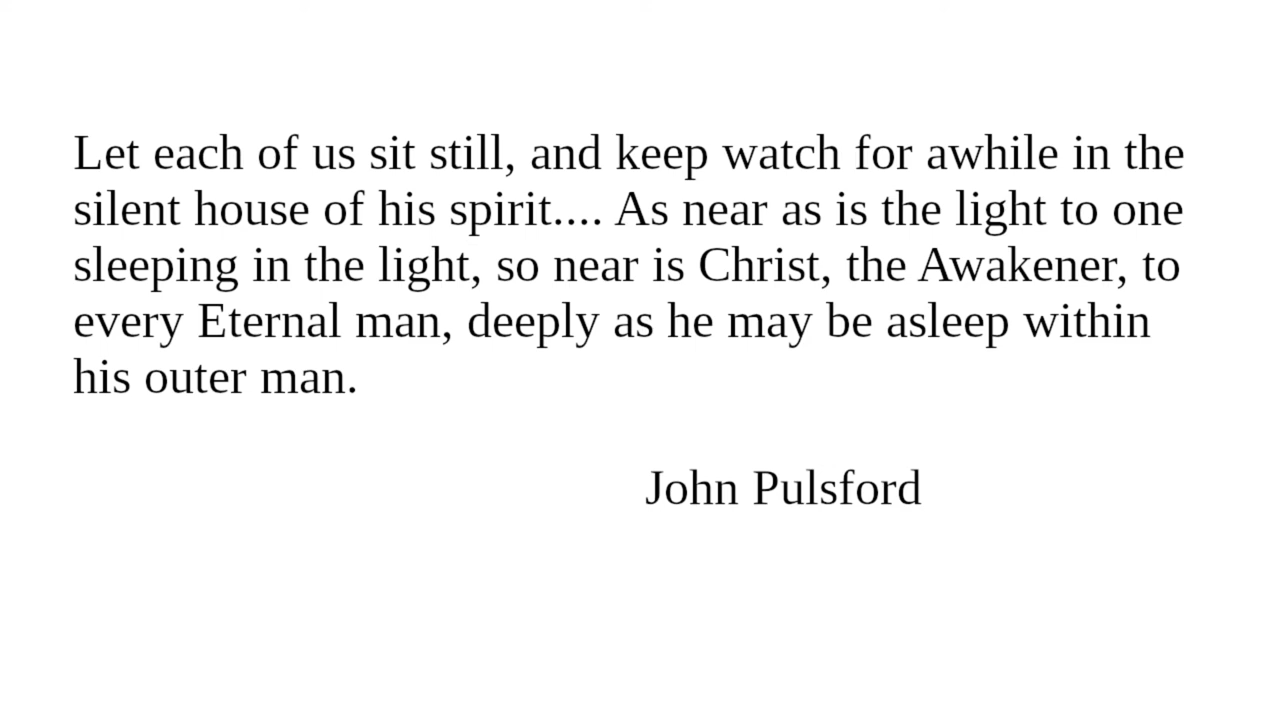 Let each of us sit still, and keep watch for awhile in the
silent house of his spirit.... As near as is the light to one
sleeping in the light, so near is Christ, the Awakener, to
every Eternal man, deeply as he may be asleep within
his outer man.
John Pulsford